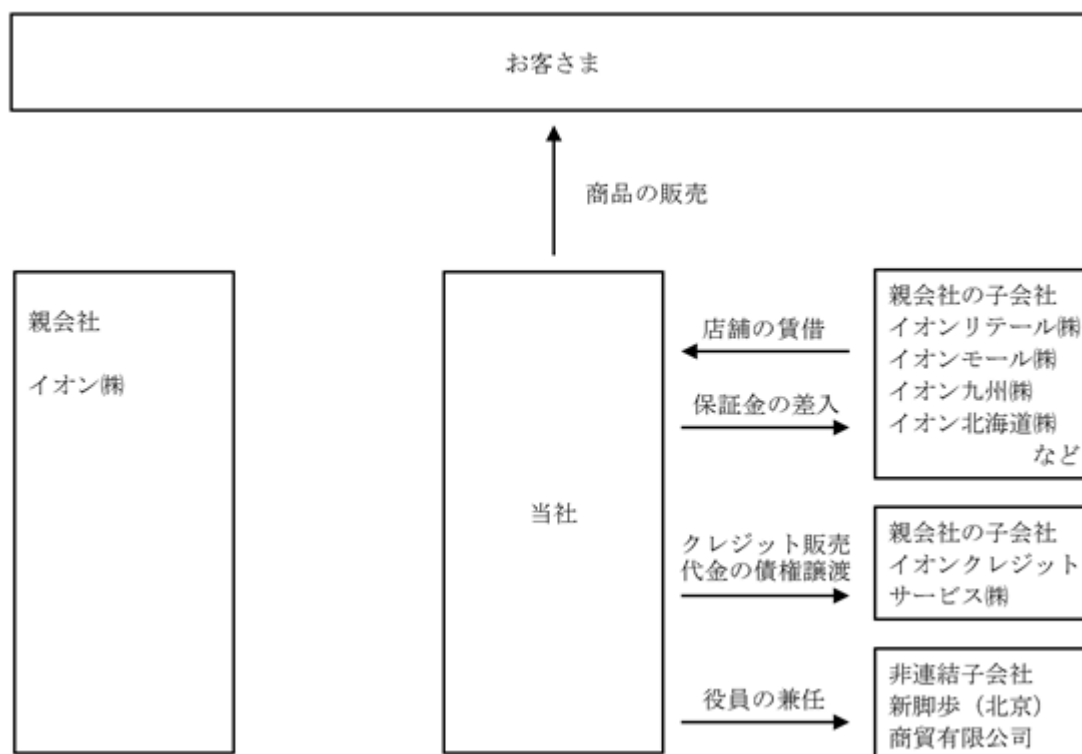 お客さま
商品の販売
親会社
イオン㈱
当社
店舗の賃借
保証金の差入
親会社の子会社
イオンリテール㈱
イオンモール㈱
イオン九州㈱
イオン北海道㈱
など
クレジット販売
代金の債権譲渡
親会社の子会社
イオンクレジット
サービス㈱
役員の兼任
非連結子会社
新脚歩（北京）
商貿有限公司